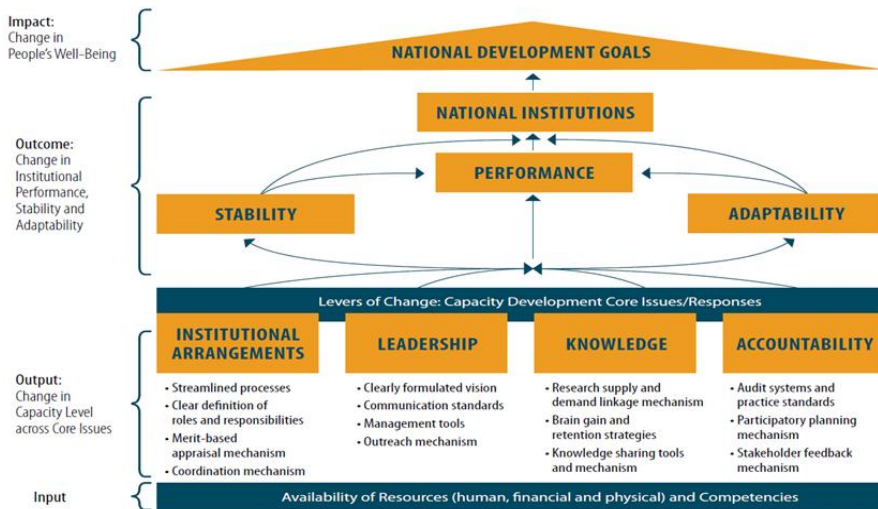 Impact:
Change in
People's Well-Being
NATIONAL DEVELOPMENT GOALS
NATIONAL INSTITUTIONS
Outcome:
Change in
Institutional
Performance,
Stability and
Adaptability
PERFORMANCE
STABILITY
ADAPTABILITY
Levers of Change: Capacity Development Core Issues/Responses
Output:
Change in
Capacity Level
across Core Issues
INSTITUTIONAL
ARRANGEMENTS
• Streamlined processes
• Clear definition of
roles and responsibilities
• Merit-based
appraisal mechanism
• Coordination mechanism
LEADERSHIP
• Clearly formulated vision
• Communication standards
• Management tools
• Outreach mechanism
KNOWLEDGE
• Research supply and
demand linkage mechanism
• Brain gain and
retention strategies
• Knowledge sharing tools
and mechanism
ACCOUNTABILITY
• Audit systems and
practice standards
• Participatory planning
mechanism
• Stakeholder feedback
mechanism
Input
Availability of Resources (human, financial and physical) and Competencies